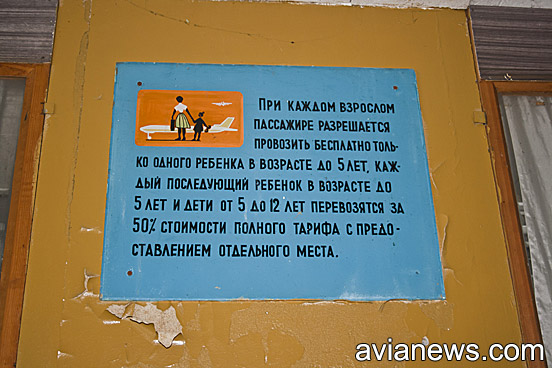 ПРИ КАЖДОМ ВЗРОСЛОМ
ПАССАЖИРЕ РАЗРЕШАЕТСЯ
ПРОВОЗИТЬ БЕСПЛАТНО ТОЛЬ-
КО ОДНОГО РЕБЕНКА В ВОЗРАСТЕ ДО 5 ЛЕТ, КАЖ-
ДЫЙ ПОСЛЕДУЮЩИЙ РЕБЕНОК В ВОЗРАСТЕ ДО
5 ЛЕТ И ДЕТИ ОТ 5 ДО 12 ЛЕТ ПЕРЕВОЗЯТСЯ ЗА
50% СТОИМОСТИ ПОЛНОГО ТАРИФА С ПРЕДО-
СТАВЛЕНИЕМ ОТДЕЛЬНОГО МЕСТА.
avianews.com